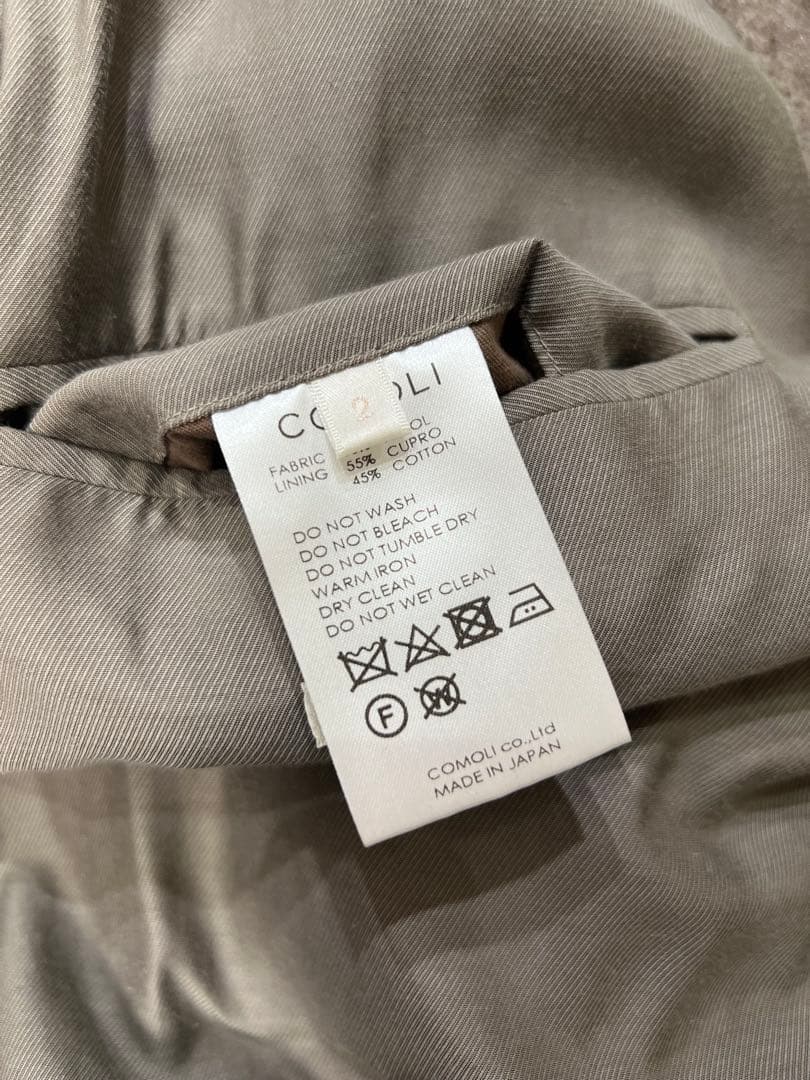 2
FABRIC
LINING 55% CUPRO
45% COTTON
DO NOT WASH
DO NOT BLEACH
DO NOT TUMBLE DRY
WARM IRON
DRY CLEAN
DO NOT WET CLEAN
F W
COMOLI co.,Ltd
MADE IN JAPAN